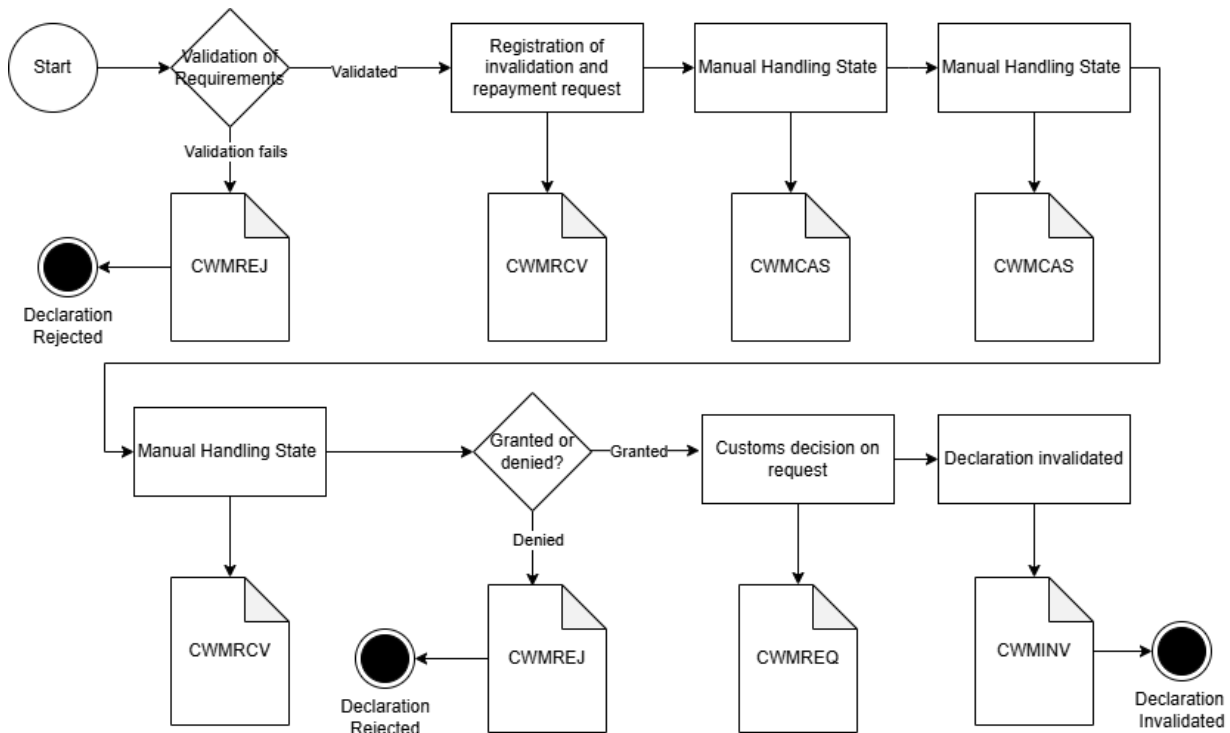 Start
Validation of
Requirements
Validated
Registration of
invalidation and
repayment request
Manual Handling State
Manual Handling State
Validation fails
CWMREJ
CWMRCV
CWMCAS
CWMCAS
Declaration
Rejected
Manual Handling State
Granted or
denied?
Granted
Customs decision on
request
Declaration invalidated
Denied
CWMRCV
CWMREJ
CWMREQ
CWMINV
Declaration
Rejected
Declaration
Invalidated